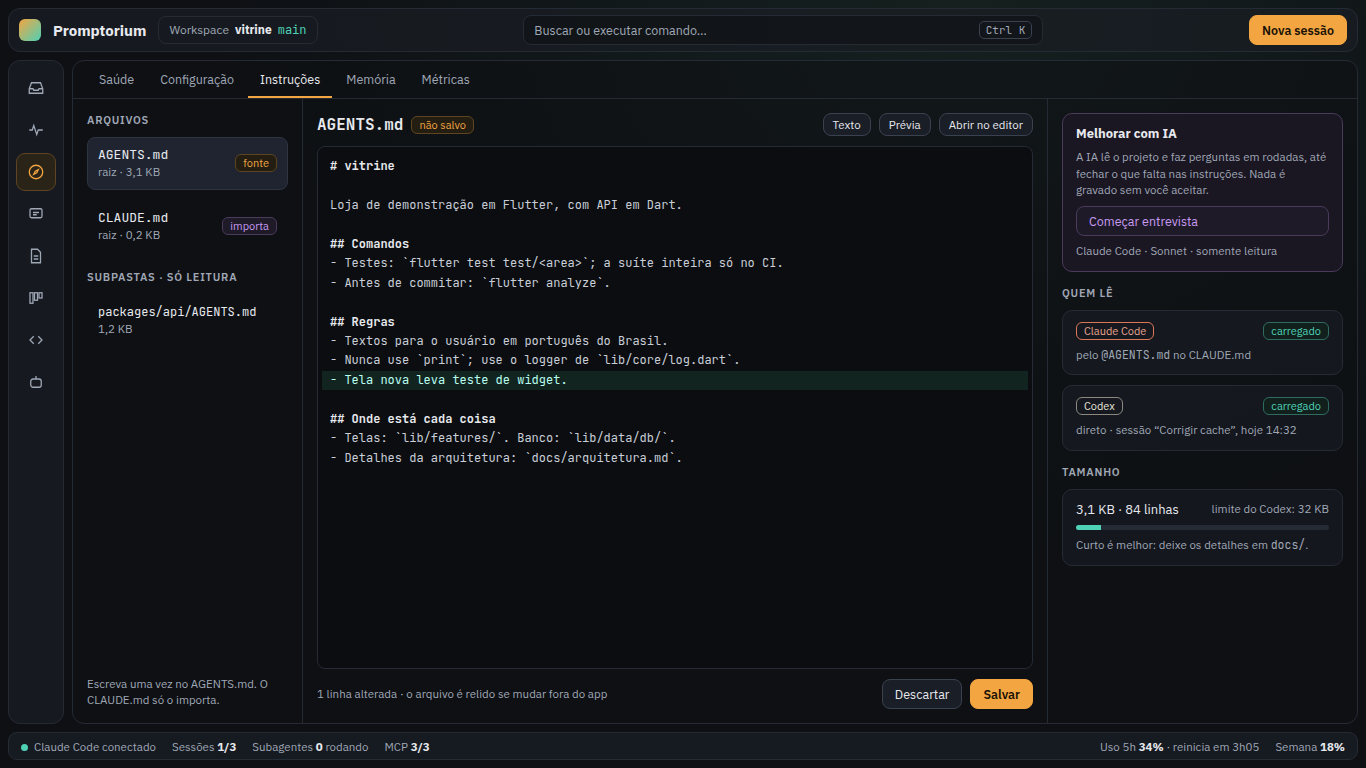 Promptorium
Workspace vitrine main
Buscar ou executar comando...
Ctrl K
Nova sessão
Saúde
Configuração
Instruções
Memória
Métricas
ARQUIVOS
AGENTS.md
raiz · 3,1 KB
fonte
CLAUDE.md
raiz · 0,2 KB
importa
SUBPASTAS · SÓ LEITURA
packages/api/AGENTS.md
1,2 KB
Escreva uma vez no AGENTS.md. O
CLAUDE.md só o importa.
AGENTS.md
não salvo
Texto
Prévia
Abrir no editor
# vitrine
Loja de demonstração em Flutter, com API em Dart.
## Comandos
- Testes: `flutter test test/<area>`; a suíte inteira só no CI.
- Antes de commitar: `flutter analyze`.
## Regras
- Textos para o usuário em português do Brasil.
- Nunca use `print`; use o logger de `lib/core/log.dart`.
- Tela nova leva teste de widget.
## Onde está cada coisa
- Telas: `lib/features/`. Banco: `lib/data/db/`.
- Detalhes da arquitetura: `docs/arquitetura.md`.
1 linha alterada · o arquivo é relido se mudar fora do app
Descartar
Salvar
Melhorar com IA
A IA lê o projeto e faz perguntas em rodadas, até
fechar o que falta nas instruções. Nada é
gravado sem você aceitar.
Começar entrevista
Claude Code · Sonnet · somente leitura
QUEM LÊ
Claude Code
carregado
pelo @AGENTS.md no CLAUDE.md
Codex
carregado
direto · sessão “Corrigir cache”, hoje 14:32
TAMANHO
3,1 KB · 84 linhas
limite do Codex: 32 KB
Curto é melhor: deixe os detalhes em docs/.
Claude Code conectado
Sessões 1/3
Subagentes 0 rodando
MCP 3/3
Uso 5h 34% · reinicia em 3h05
Semana 18%